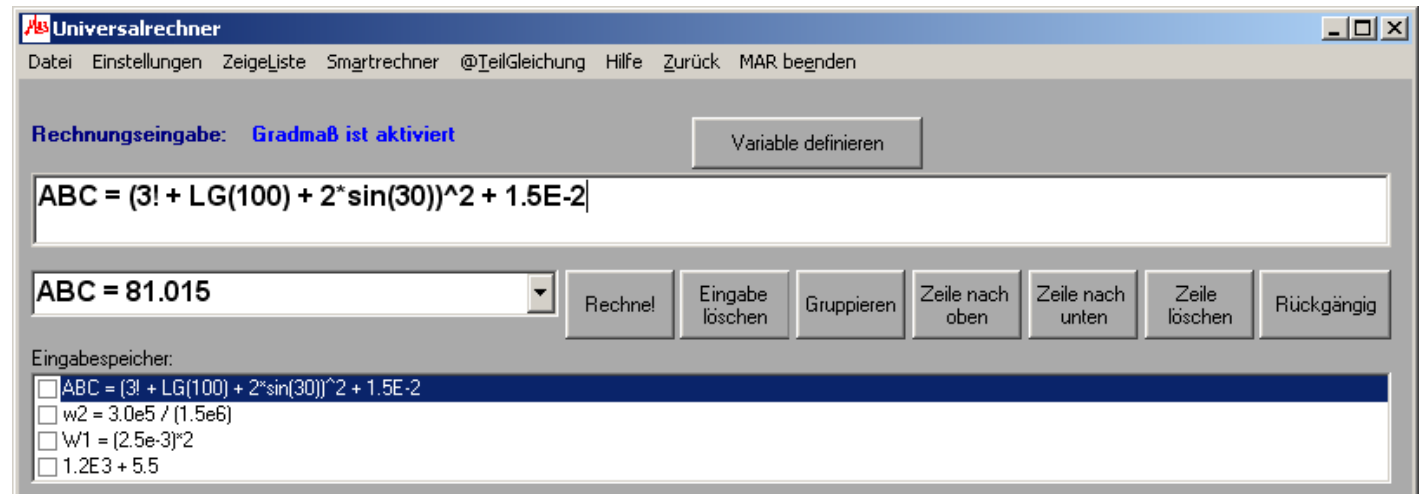 Universalrechner
Datei Einstellungen ZeigeListe Smartrechner @TeilGleichung Hilfe Zurück MAR beenden
Rechnungseingabe: Gradmaß ist aktiviert
Variable definieren
ABC = (3! + LG(100) + 2*sin(30))^2 + 1.5E-2
ABC = 81.015
Rechne!
Eingabe
löschen
Gruppieren
Zeile nach
oben
Zeile nach
unten
Zeile
löschen
Rückgängig
Eingabespeicher:
ABC = (3! + LG(100) + 2*sin(30))^2 + 1.5E-2
w2 = 3.0e5 / (1.5e6)
W1 = (2.5e-3)*2
1.2E3 + 5.5